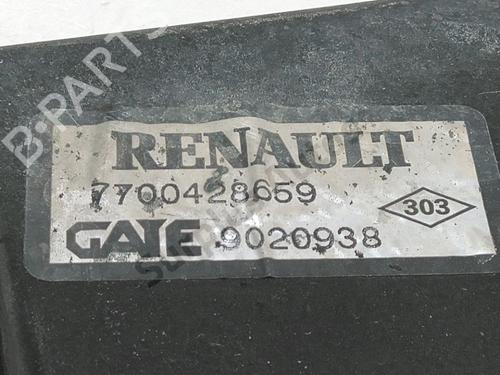 B-PARTS
RENAULT
7700428659
303
GATE 9020938